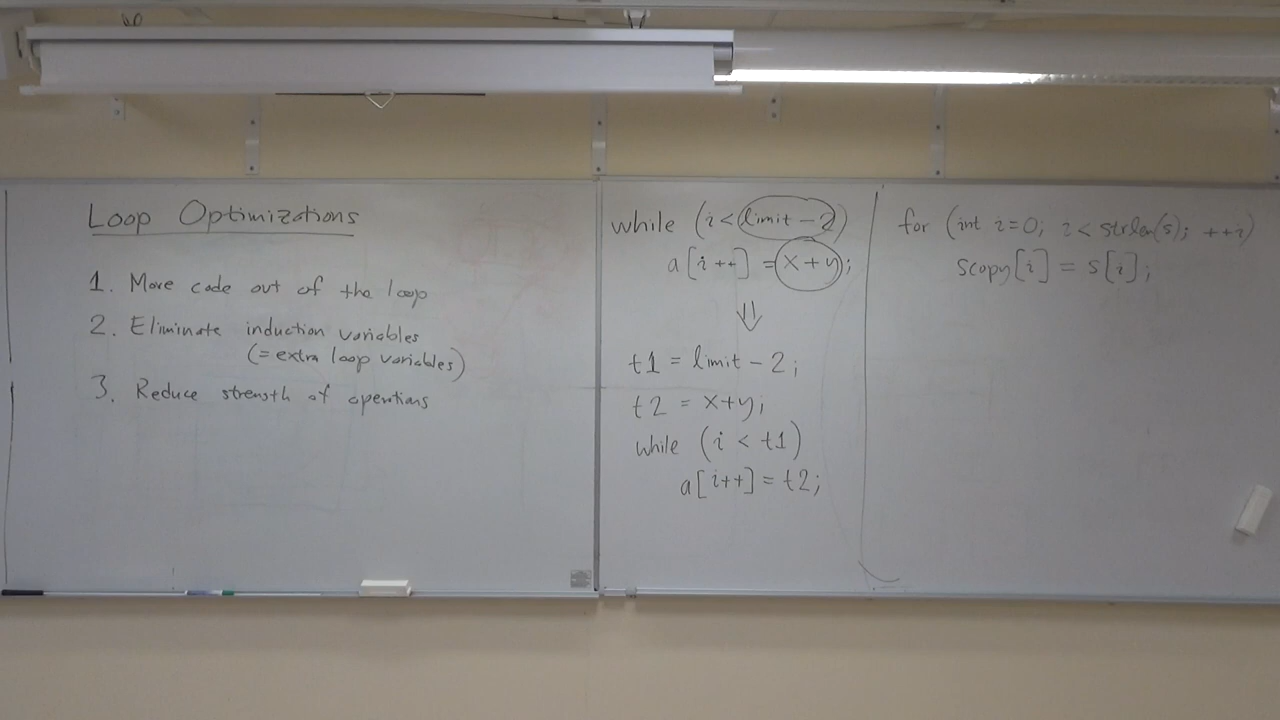 Loop Optimizations
1. Move code out of the loop
2. Eliminate induction variables
(= extra loop variables)
3. Reduce strength of operations
while (i < limit - 2)
a[i++] = x+y;
⇓
t1 = limit - 2;
t2 = x+y;
while (i < t1)
a[i++] = t2;
for (int i=0; i < strlen(s); ++i)
scopy[i] = s[i];